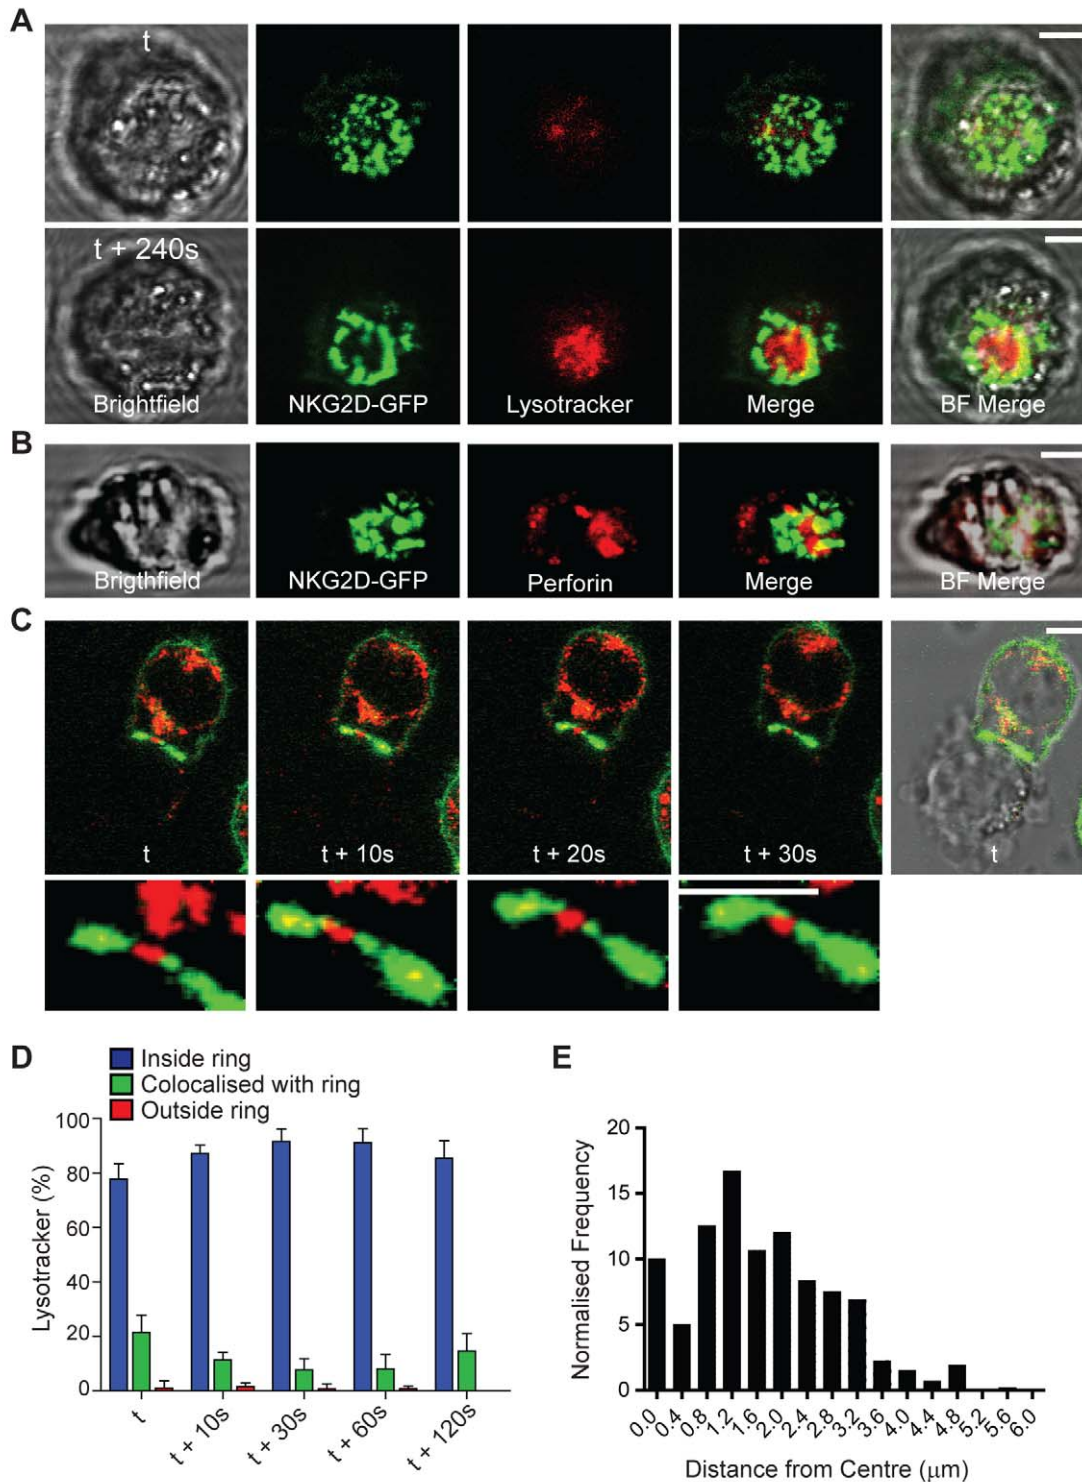 A
t
t + 240s
Brightfield
NKG2D-GFP
Lysotracker
Merge
BF Merge
B
Brigthfield
NKG2D-GFP
Perforin
Merge
BF Merge
C
t
t + 10s
t + 20s
t + 30s
t
D
Inside ring
Colocalised with ring
Outside ring
Lysotracker (%)
100
80
60
40
20
0
t
t + 10s
t + 30s
t + 60s
t + 120s
E
Normalised Frequency
20
15
10
5
0
0.0
0.4
0.8
1.2
1.6
2.0
2.4
2.8
3.2
3.6
4.0
4.4
4.8
5.2
5.6
6.0
Distance from Centre (μm)